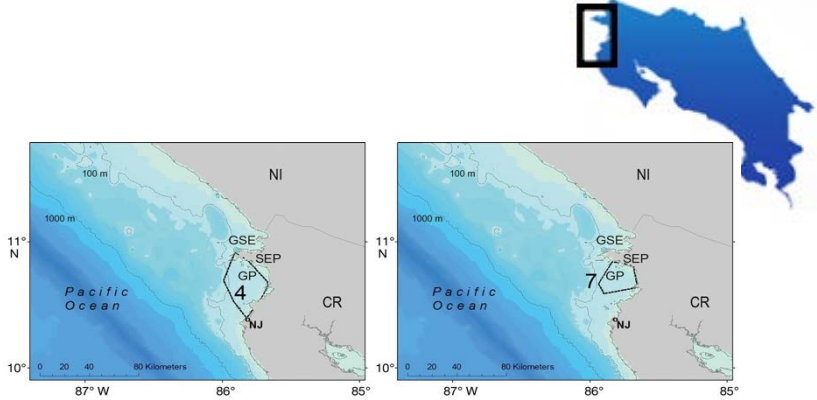 100 m
NI
1000 m
11°
N
GSE
SEP
GP
4
Pacific
Ocean
CR
NJ
10°
0 20 40 80 Kilometers
87° W 86° 85°
100 m
NI
1000 m
11°
N
GSE
SEP
GP
7
Pacific
Ocean
CR
NJ
10°
0 20 40 80 Kilometers
87° W 86° 85°